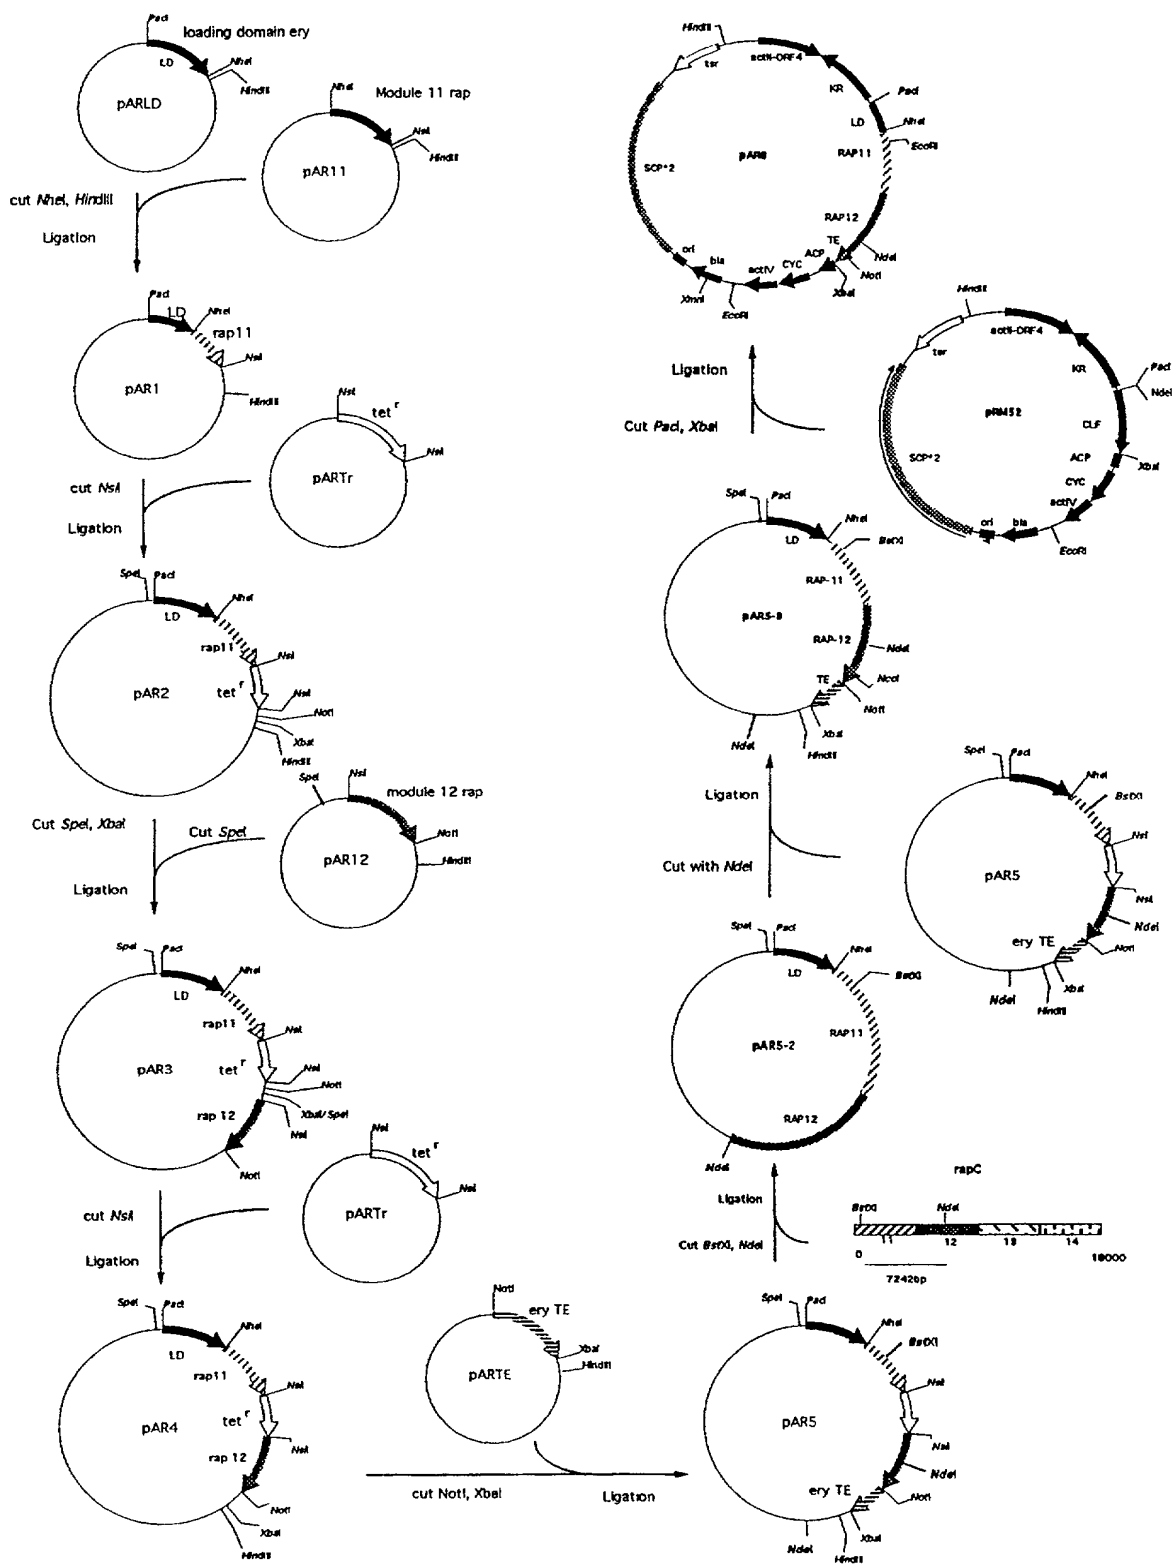 PacI
loading domain ery
LD
NheI
HindIII
pARLD
NheI
Module 11 rap
NsiI
HindIII
pAR11
cut NheI, HindIII
Ligation
PacI
LD
NheI
rap11
NsiI
HindIII
pAR1
NsiI
tet r
NsiI
pARTr
cut NsiI
Ligation
SpeI
PacI
NheI
LD
rap11
NsiI
tet r
NsiI
NotI
XbaI
HindIII
pAR2
SpeI
NsiI
module 12 rap
NotI
HindIII
pAR12
Cut SpeI, XbaI
Cut SpeI
Ligation
SpeI
PacI
NheI
LD
rap11
NsiI
tet r
NsiI
NotI
XbaI/SpeI
NsiI
rap 12
NotI
pAR3
NsiI
tet r
NsiI
pARTr
cut NsiI
Ligation
SpeI
PacI
NheI
LD
rap11
NsiI
tet r
NsiI
rap 12
NotI
XbaI
HindIII
pAR4
NotI
ery TE
XbaI
HindIII
pARTE
cut NotI, XbaI
Ligation
SpeI
PacI
NheI
BstXI
NsiI
NsiI
NdeI
NotI
ery TE
XbaI
HindIII
NdeI
pAR5
rapC
BstXI
NdeI
11
12
13
14
0
18000
7242bp
Cut BstXI, NdeI
Ligation
SpeI
PacI
NheI
LD
BstXI
RAP11
RAP12
NdeI
pAR5-2
SpeI
PacI
NheI
BstXI
NsiI
NsiI
NdeI
NotI
ery TE
XbaI
HindIII
NdeI
pAR5
Cut with NdeI
Ligation
SpeI
PacI
NheI
LD
BstXI
RAP-11
RAP-12
NdeI
NcoI
NotI
TE
XbaI
HindIII
NdeI
HindIII
actII-ORF4
tsr
KR
PacI
NdeI
CLF
XbaI
ACP
CYC
actIV
EcoRI
bla
ori
SCP*2
pRM52
Cut PacI, XbaI
Ligation
HindIII
actII-ORF4
tsr
KR
PacI
LD
NheI
EcoRI
RAP11
RAP12
TE
NdeI
NotI
XbaI
ACP
CYC
actIV
EcoRI
XmnI
bla
ori
SCP*2